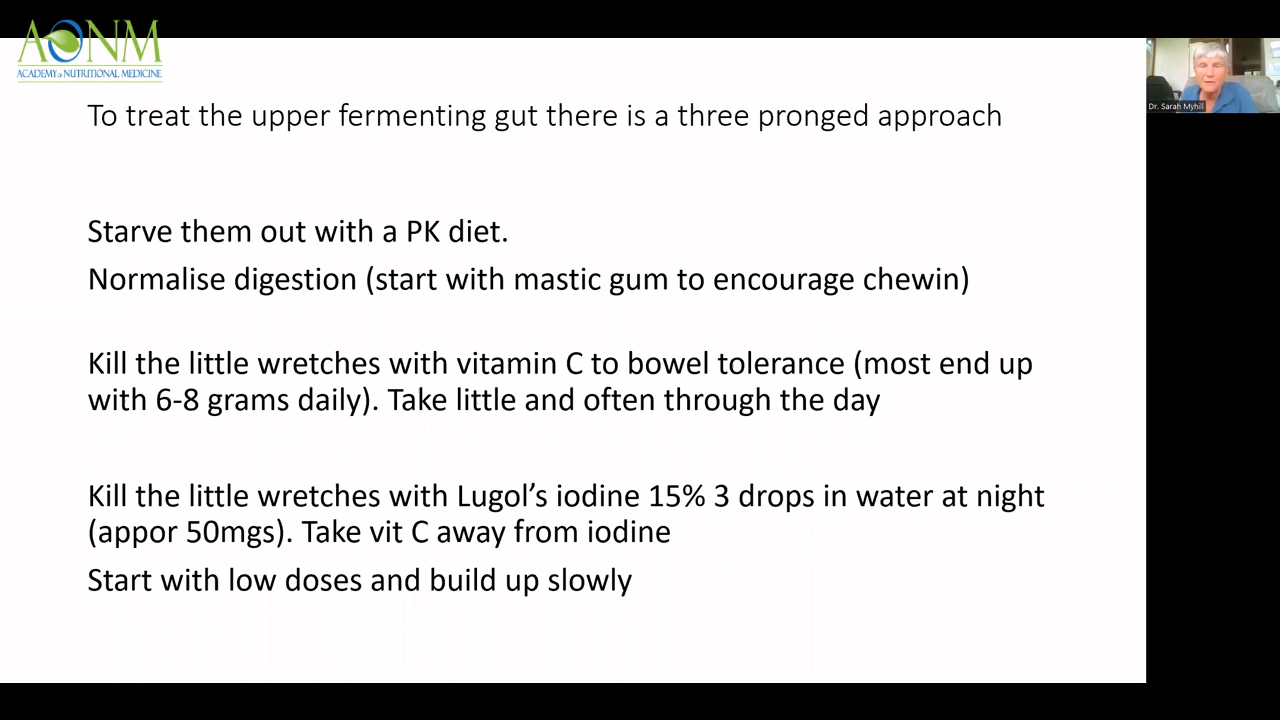 AONM
ACADEMY of NUTRITIONAL MEDICINE
Dr. Sarah Myhill
To treat the upper fermenting gut there is a three pronged approach
Starve them out with a PK diet.
Normalise digestion (start with mastic gum to encourage chewin)
Kill the little wretches with vitamin C to bowel tolerance (most end up
with 6-8 grams daily). Take little and often through the day
Kill the little wretches with Lugol’s iodine 15% 3 drops in water at night
(appor 50mgs). Take vit C away from iodine
Start with low doses and build up slowly